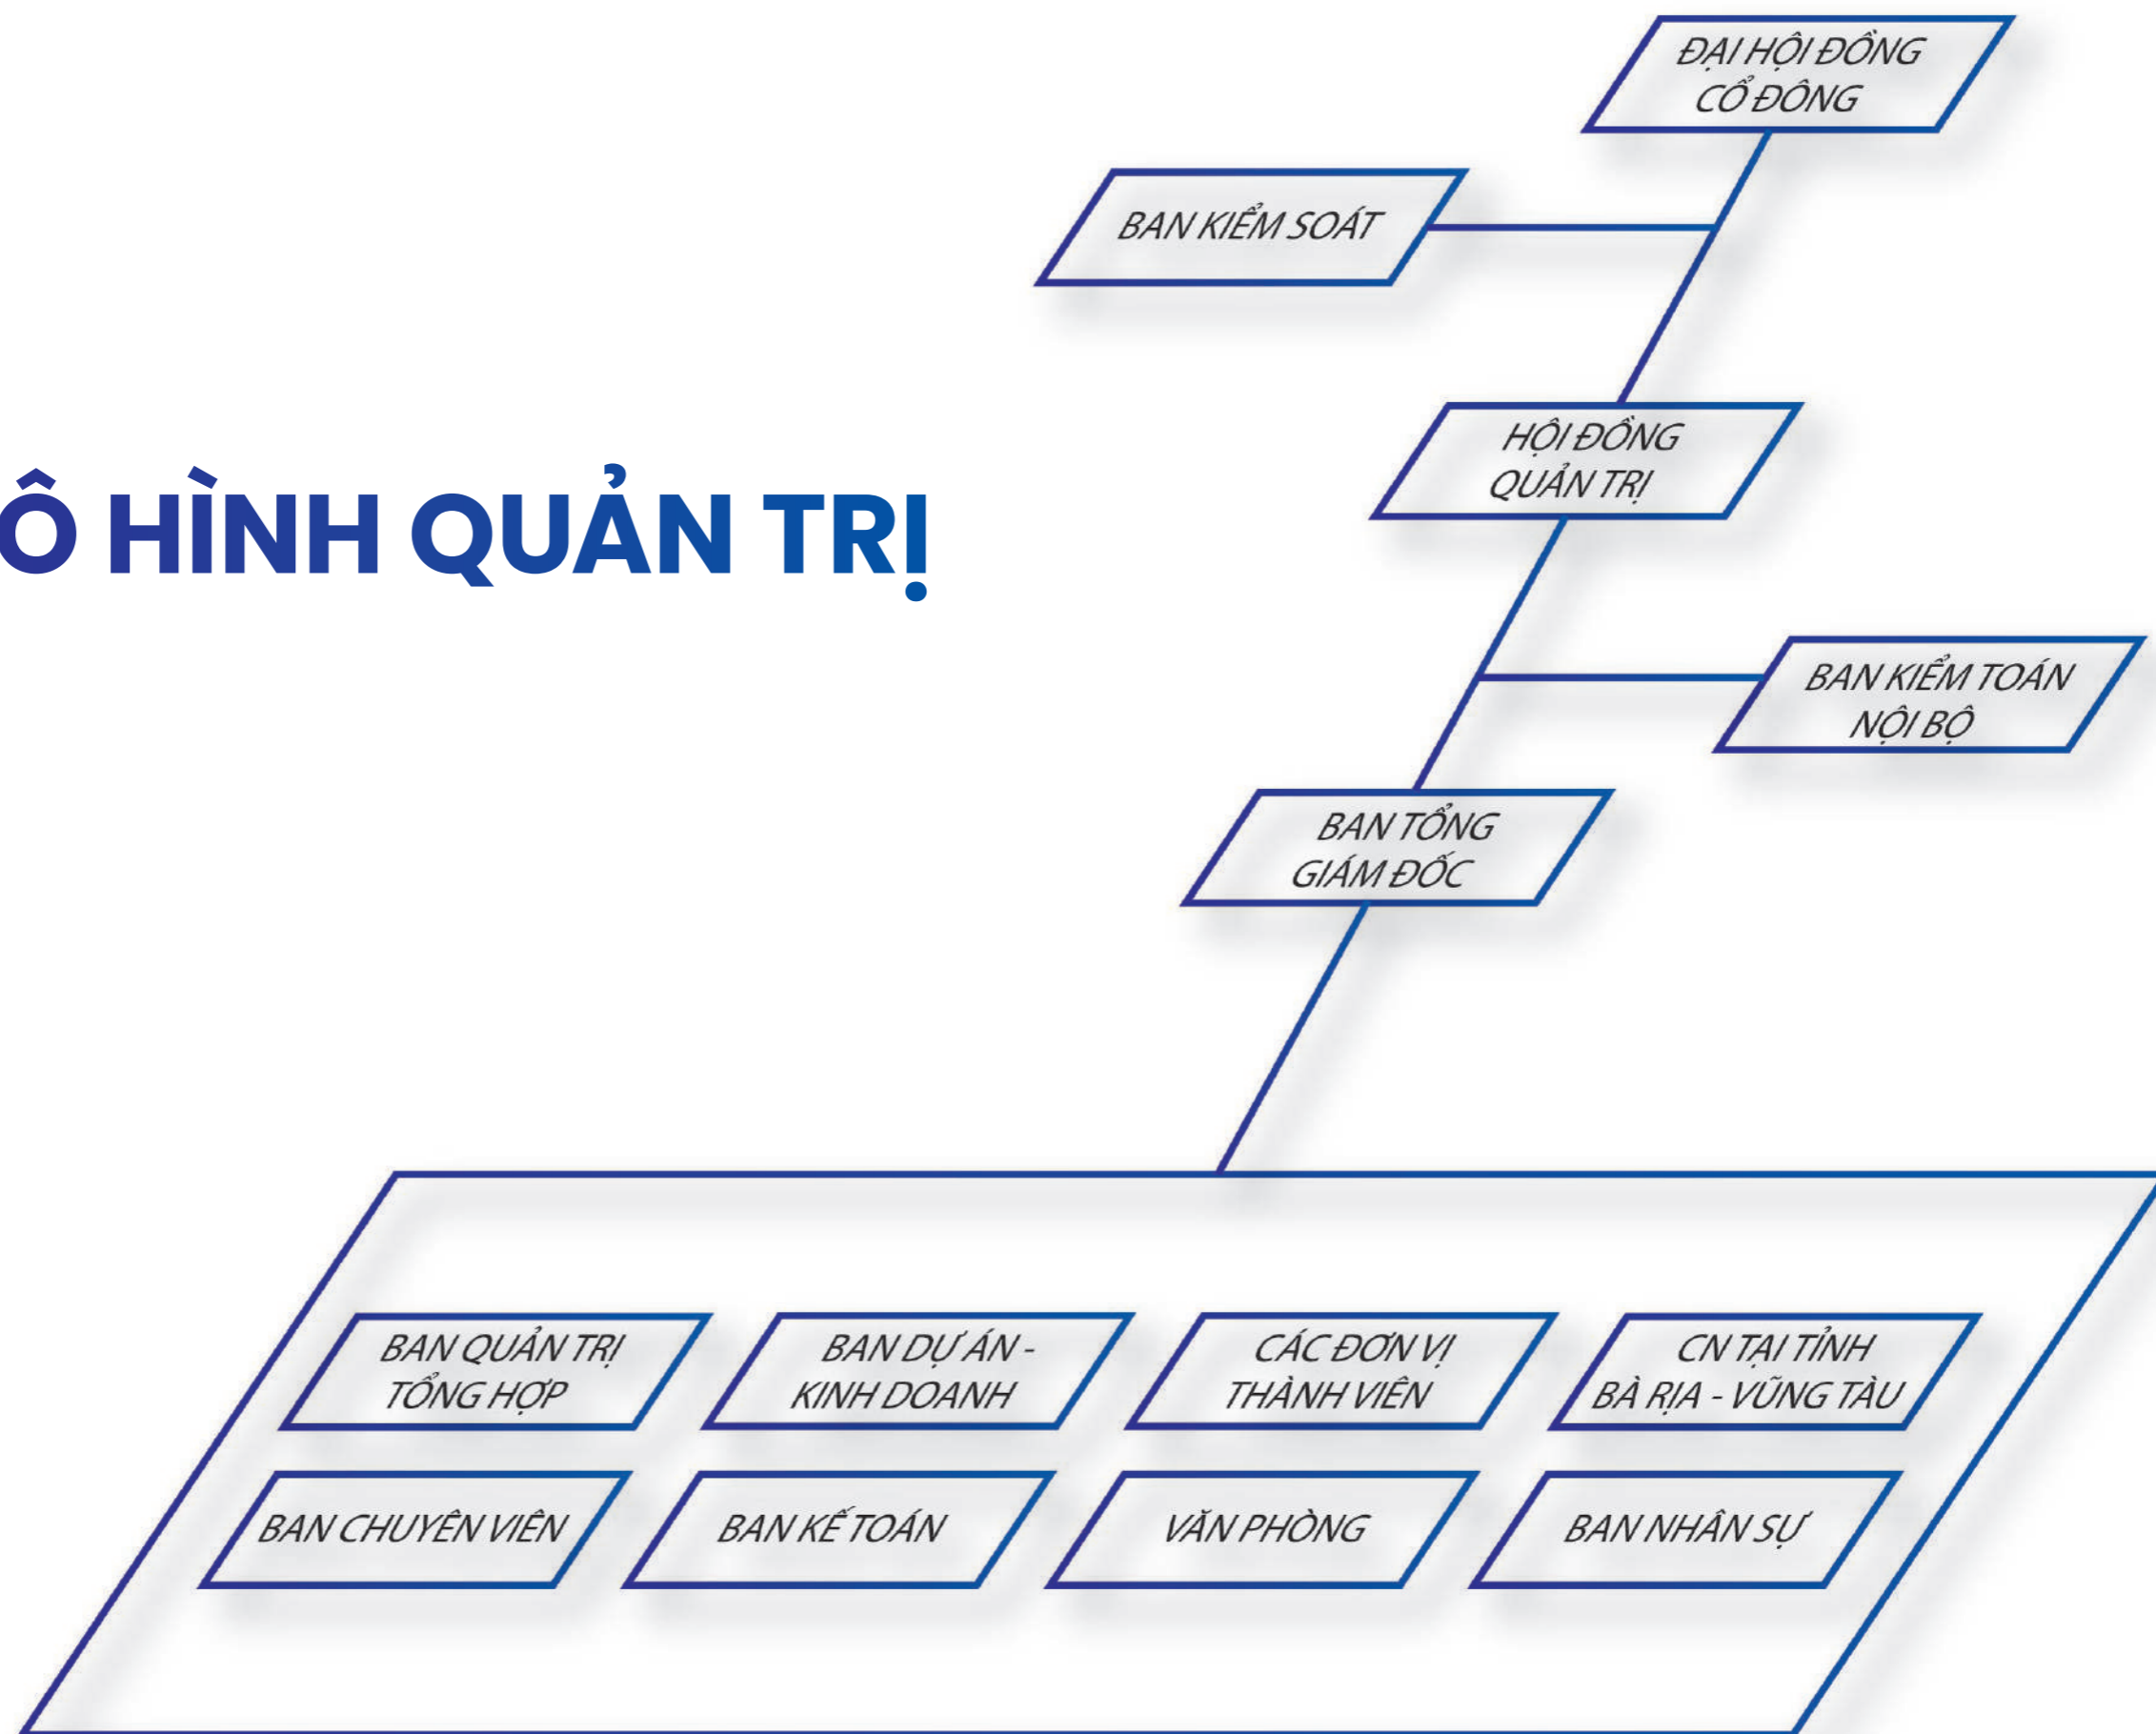 ĐẠI HỘI ĐỒNG
CỔ ĐÔNG
BAN KIỂM SOÁT
HỘI ĐỒNG
QUẢN TRỊ
Ô HÌNH QUẢN TRỊ
BAN KIỂM TOÁN
NỘI BỘ
BAN TỔNG
GIÁM ĐỐC
BAN QUẢN TRỊ
TỔNG HỢP
BAN DỰ ÁN -
KINH DOANH
CÁC ĐƠN VỊ
THÀNH VIÊN
CN TẠI TỈNH
BÀ RỊA - VŨNG TÀU
BAN CHUYÊN VIÊN
BAN KẾ TOÁN
VĂN PHÒNG
BAN NHÂN SỰ